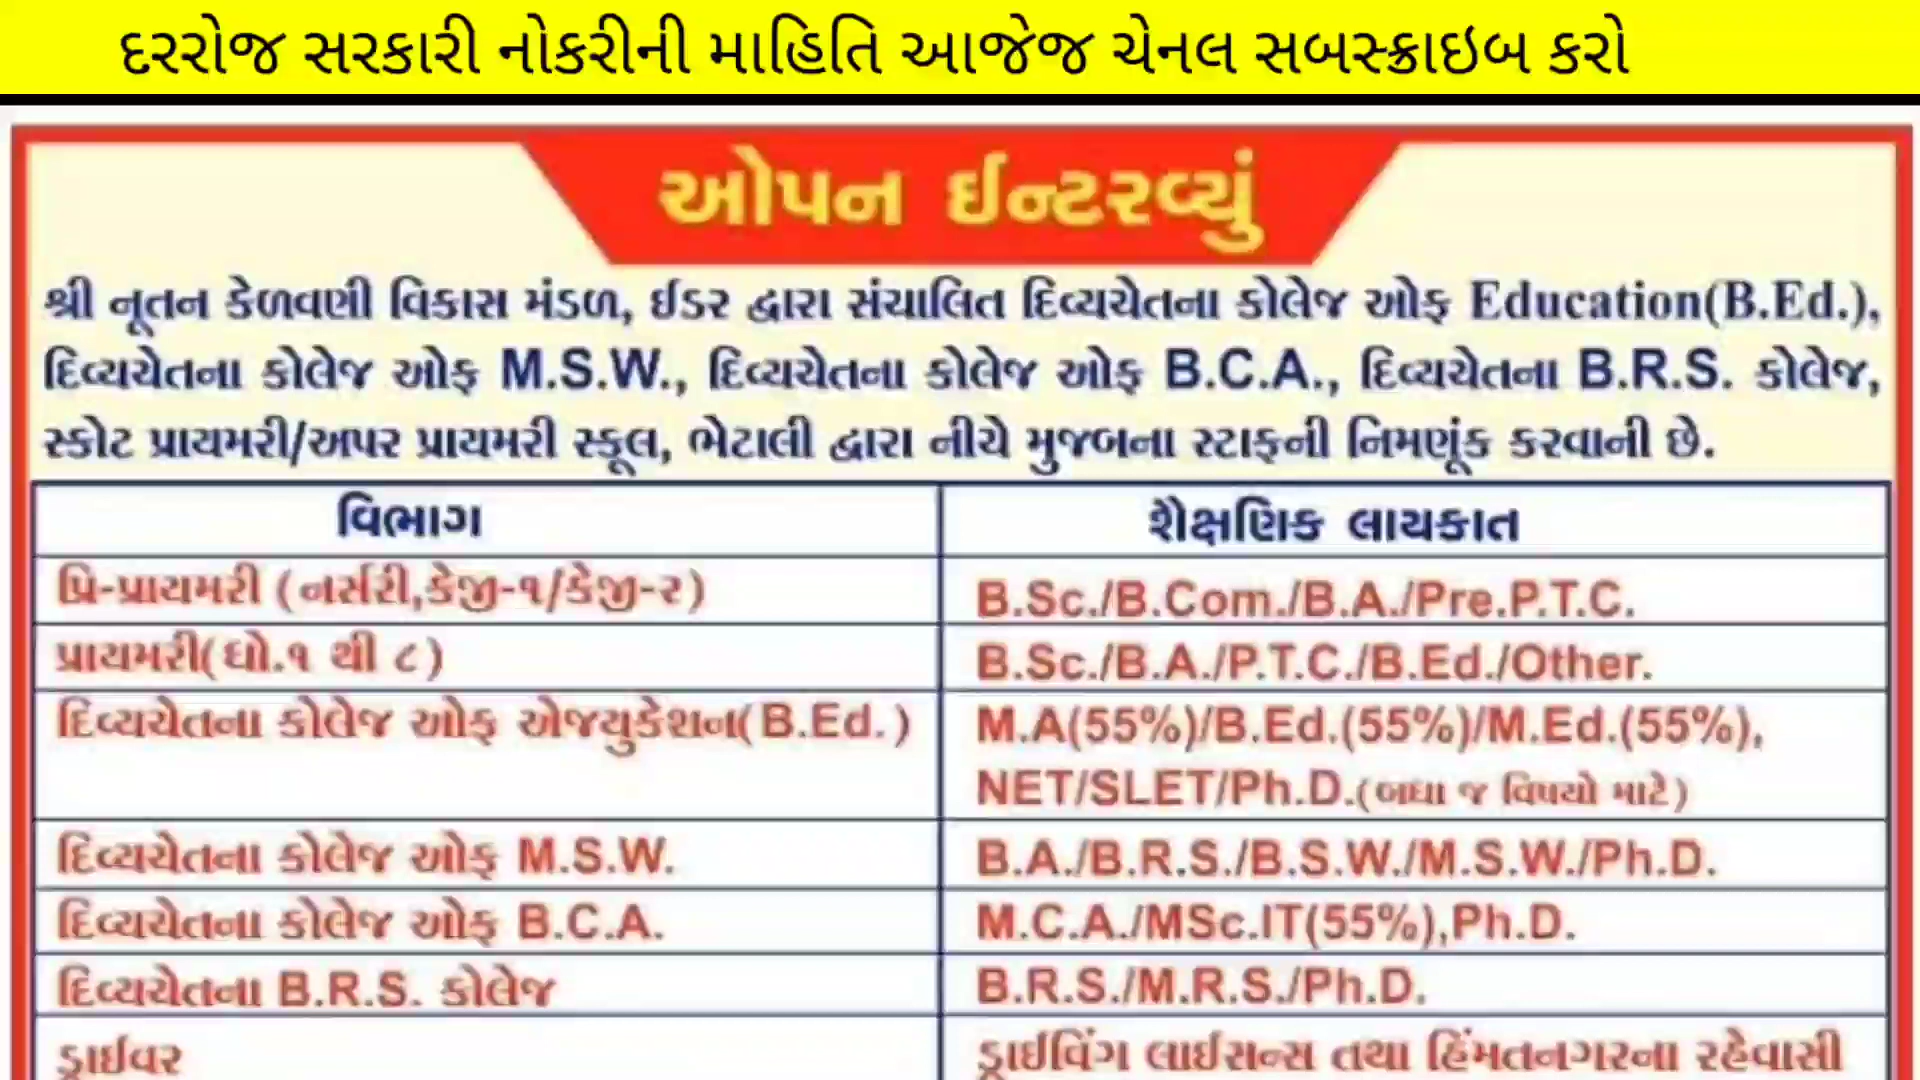 દરરોજ સરકારી નોકરીની માહિતિ આજેજ ચેનલ સબસ્ક્રાઇબ કરો
ઓપન ઈન્ટરવ્યું
શ્રી નૂતન કેળવણી વિકાસ મંડળ, ઈડર દ્વારા સંચાલિત દિવ્યચેતના કોલેજ ઓફ Education(B.Ed.),
દિવ્યચેતના કોલેજ ઓફ M.S.W., દિવ્યચેતના કોલેજ ઓફ B.C.A., દિવ્યચેતના B.R.S. કોલેજ,
સ્કોટ પ્રાયમરી/અપર પ્રાયમરી સ્કૂલ, ભેટાલી દ્વારા નીચે મુજબના સ્ટાફની નિમણૂંક કરવાની છે.
વિભાગ શૈક્ષણિક લાયકાત
પ્રિ-પ્રાયમરી (નર્સરી,કેજી-૧/કેજી-૨) B.Sc./B.Com./B.A./Pre.P.T.C.
પ્રાયમરી(ધો.૧ થી ૮) B.Sc./B.A./P.T.C./B.Ed./Other.
દિવ્યચેતના કોલેજ ઓફ એજ્યુકેશન(B.Ed.) M.A(55%)/B.Ed.(55%)/M.Ed.(55%),
NET/SLET/Ph.D.(બધા જ વિષયો માટે)
દિવ્યચેતના કોલેજ ઓફ M.S.W. B.A./B.R.S./B.S.W./M.S.W./Ph.D.
દિવ્યચેતના કોલેજ ઓફ B.C.A. M.C.A./MSc.IT(55%),Ph.D.
દિવ્યચેતના B.R.S. કોલેજ B.R.S./M.R.S./Ph.D.
ડ્રાઈવર ડ્રાઈવિંગ લાઈસન્સ તથા હિંમતનગરના રહેવાસી